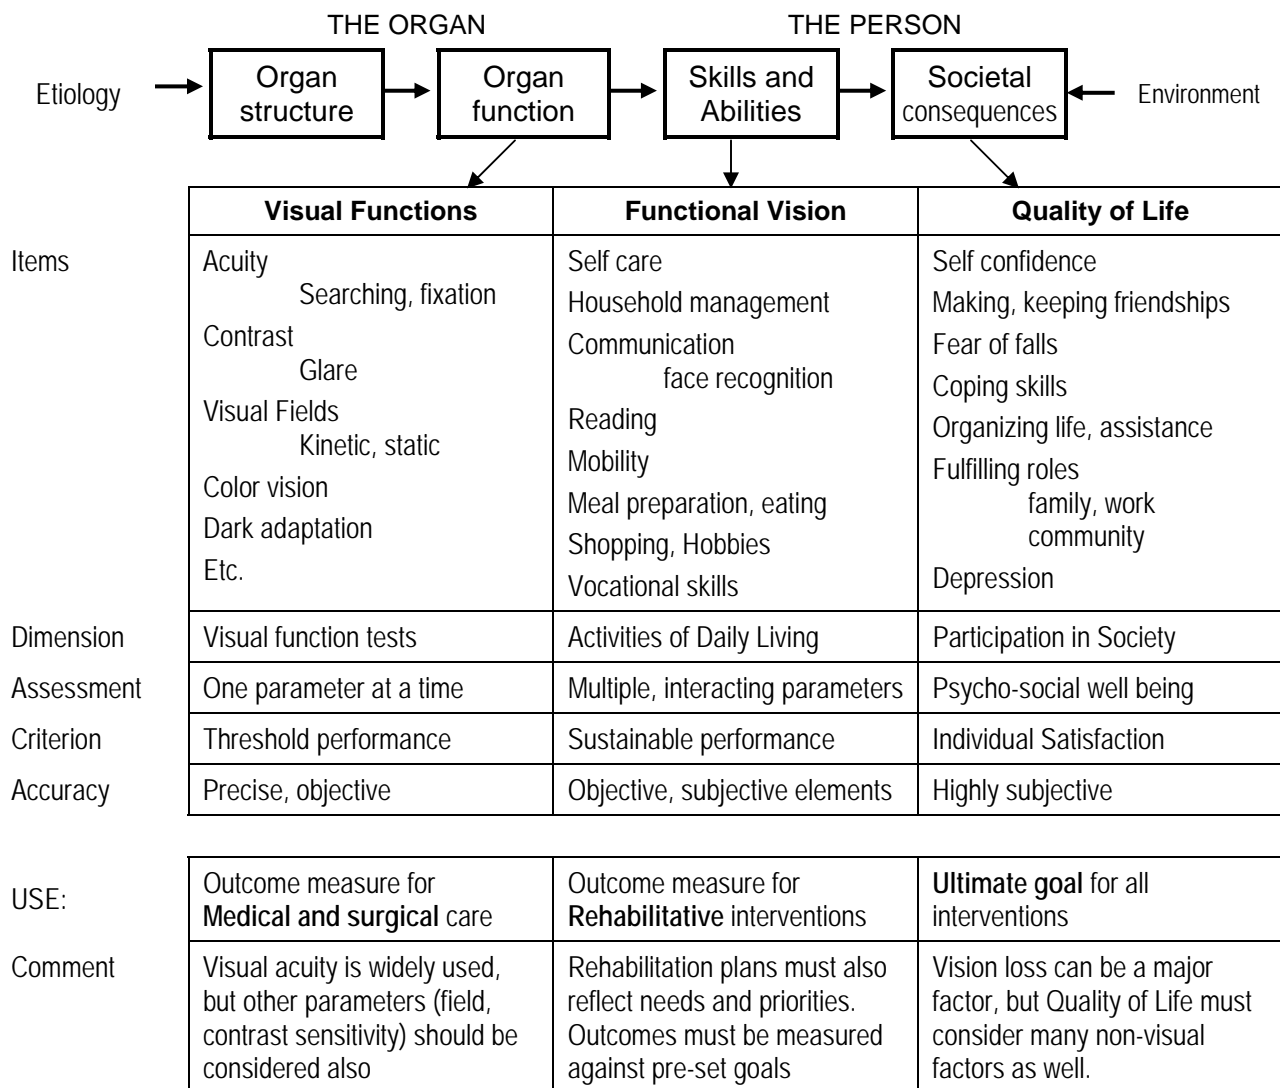 THE ORGAN THE PERSON
Etiology
Organ
structure
Organ
function
Skills and
Abilities
Societal
consequences
Environment
Visual Functions Functional Vision Quality of Life
Items
Acuity
Searching, fixation
Contrast
Glare
Visual Fields
Kinetic, static
Color vision
Dark adaptation
Etc.
Self care
Household management
Communication
face recognition
Reading
Mobility
Meal preparation, eating
Shopping, Hobbies
Vocational skills
Self confidence
Making, keeping friendships
Fear of falls
Coping skills
Organizing life, assistance
Fulfilling roles
family, work
community
Depression
Dimension Visual function tests Activities of Daily Living Participation in Society
Assessment One parameter at a time Multiple, interacting parameters Psycho-social well being
Criterion Threshold performance Sustainable performance Individual Satisfaction
Accuracy Precise, objective Objective, subjective elements Highly subjective
USE:
Outcome measure for
Medical and surgical care
Outcome measure for
Rehabilitative interventions
Ultimate goal for all
interventions
Comment
Visual acuity is widely used,
but other parameters (field,
contrast sensitivity) should be
considered also
Rehabilitation plans must also
reflect needs and priorities.
Outcomes must be measured
against pre-set goals
Vision loss can be a major
factor, but Quality of Life must
consider many non-visual
factors as well.